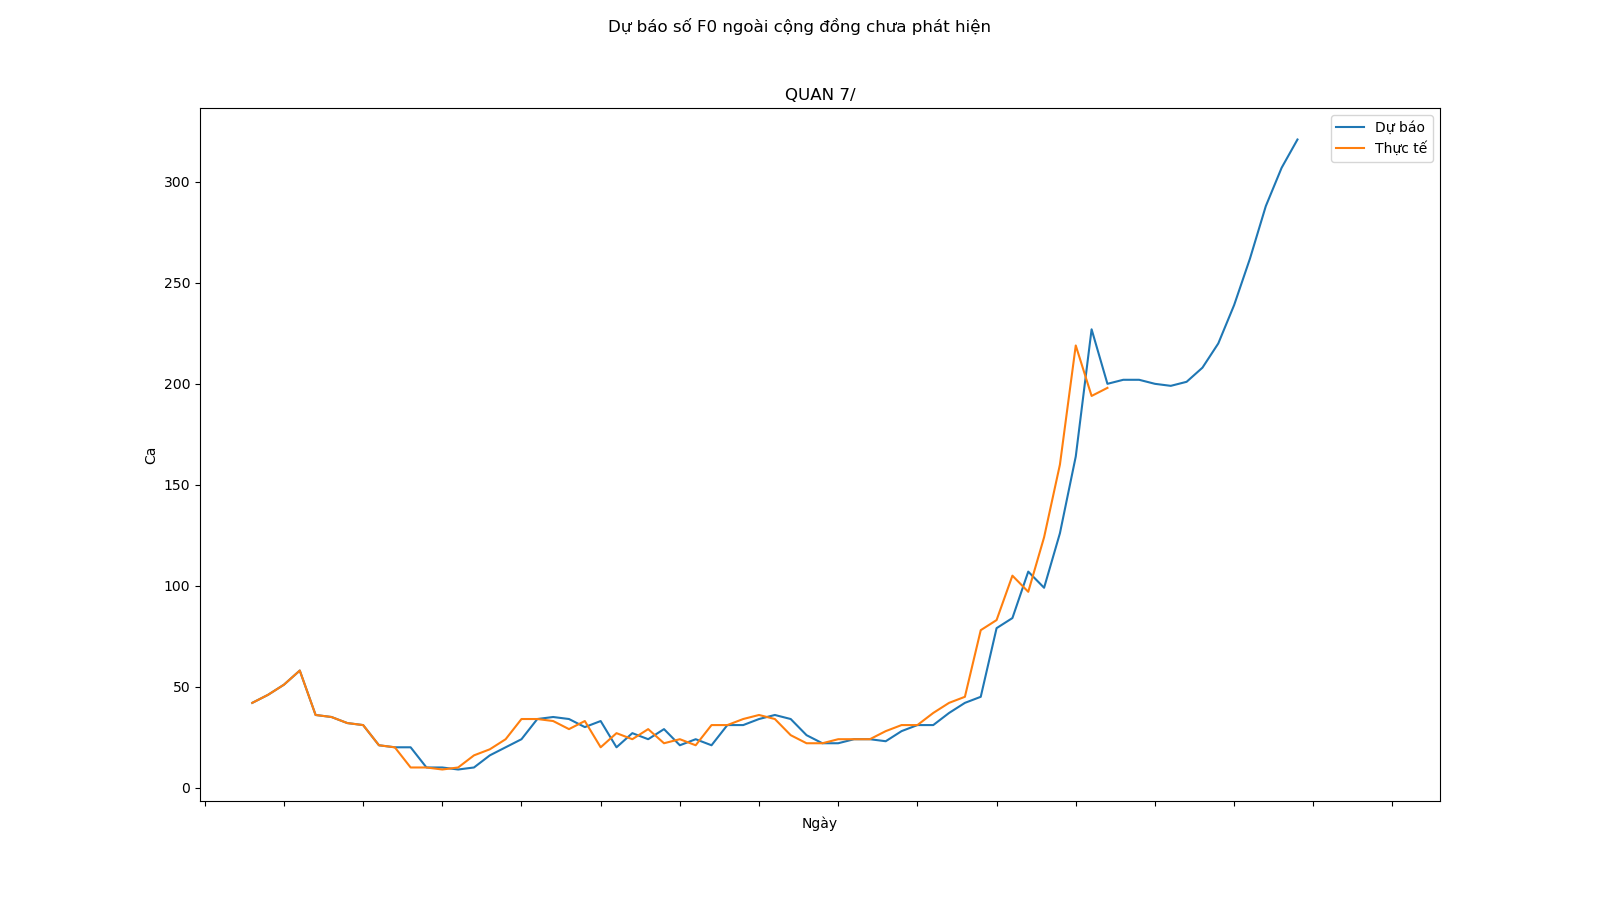 Dự báo số F0 ngoài cộng đồng chưa phát hiện
QUAN 7/
Dự báo
Thực tế
300
250
200
150
100
50
0
Ca
Ngày